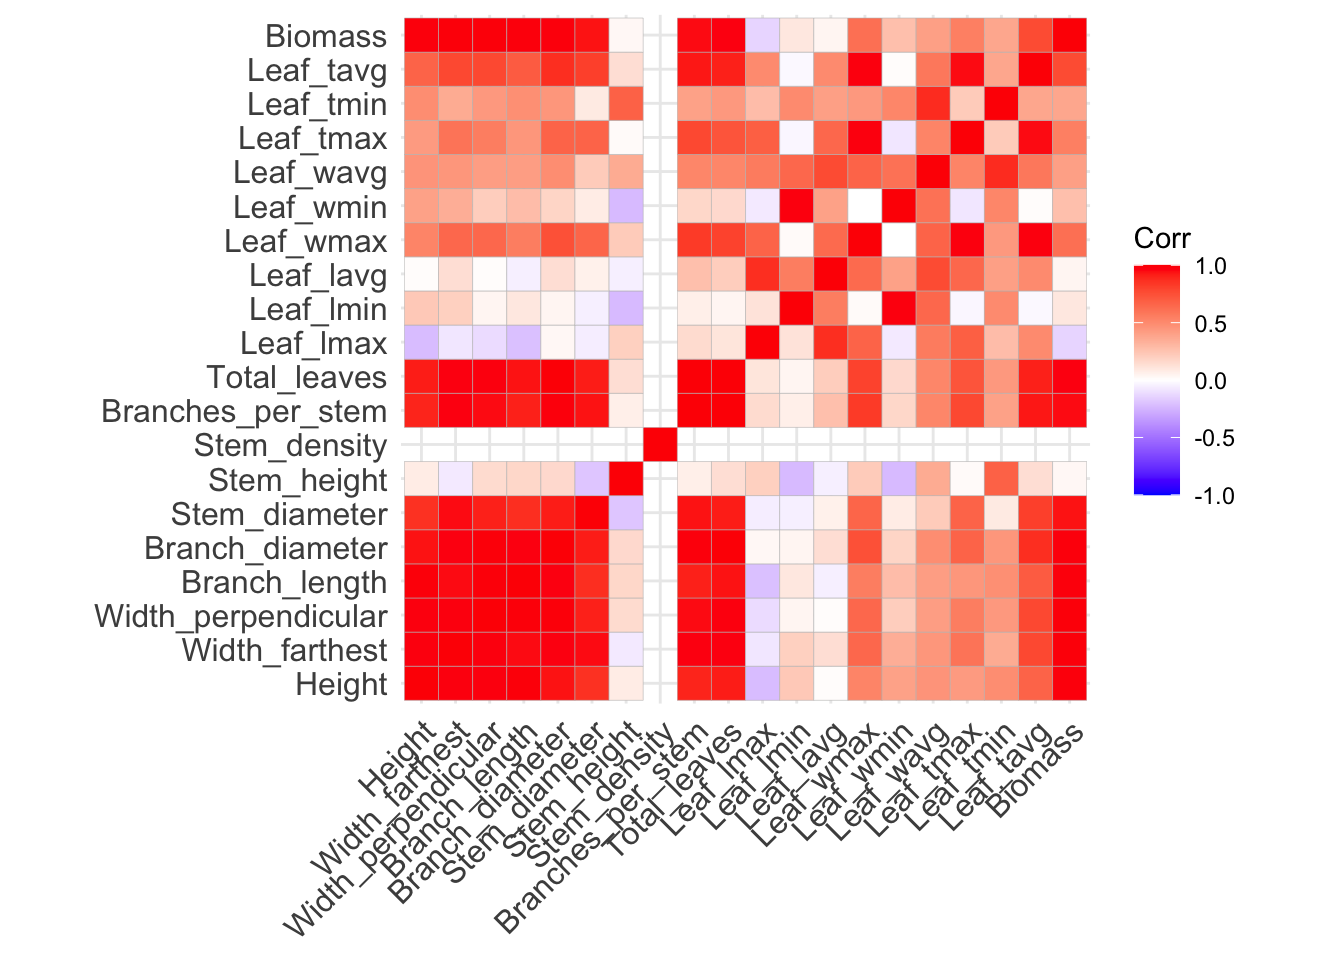 Biomass
Leaf_tavg
Leaf_tmin
Leaf_tmax
Leaf_wavg
Leaf_wmin
Leaf_wmax
Leaf_lavg
Leaf_lmin
Leaf_lmax
Total_leaves
Branches_per_stem
Stem_density
Stem_height
Stem_diameter
Branch_diameter
Branch_length
Width_perpendicular
Width_farthest
Height
Height
Width_farthest
Width_perpendicular
Branch_length
Branch_diameter
Stem_diameter
Stem_height
Stem_density
Branches_per_stem
Total_leaves
Leaf_lmax
Leaf_lmin
Leaf_lavg
Leaf_wmax
Leaf_wmin
Leaf_wavg
Leaf_tmax
Leaf_tmin
Leaf_tavg
Biomass
Corr
1.0
0.5
0.0
-0.5
-1.0